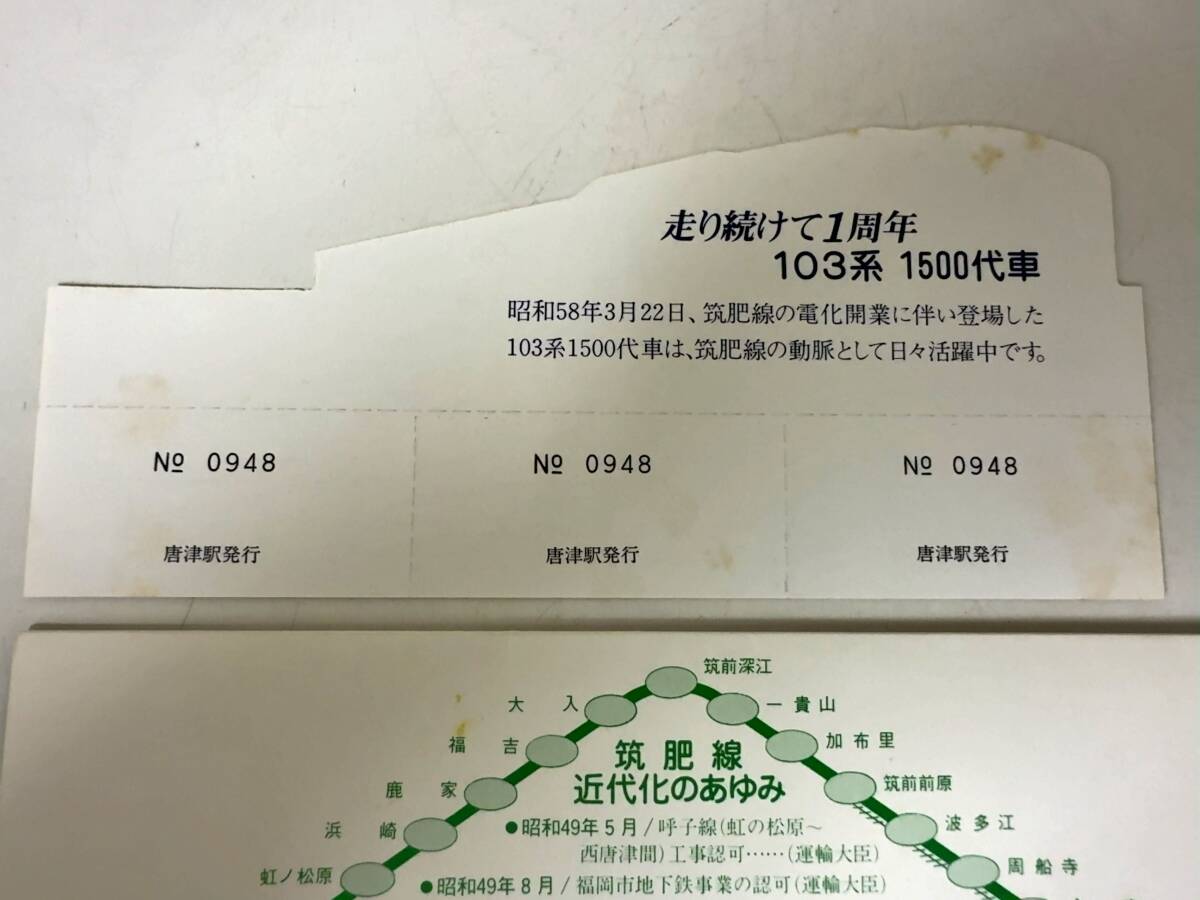 走り続けて1周年
103系 1500代車
昭和58年3月22日、筑肥線の電化開業に伴い登場した
103系1500代車は、筑肥線の動脈として日々活躍中です。
№ 0948
№ 0948
№ 0948
唐津駅発行
唐津駅発行
唐津駅発行
筑前深江
大入
一貴山
福吉
加布里
筑肥線
近代化のあゆみ
鹿家
筑前前原
浜崎
波多江
虹ノ松原
周船寺
●昭和49年5月/呼子線(虹の松原～
西唐津間)工事認可……(運輸大臣)
●昭和49年8月/福岡市地下鉄事業の認可(運輸大臣)